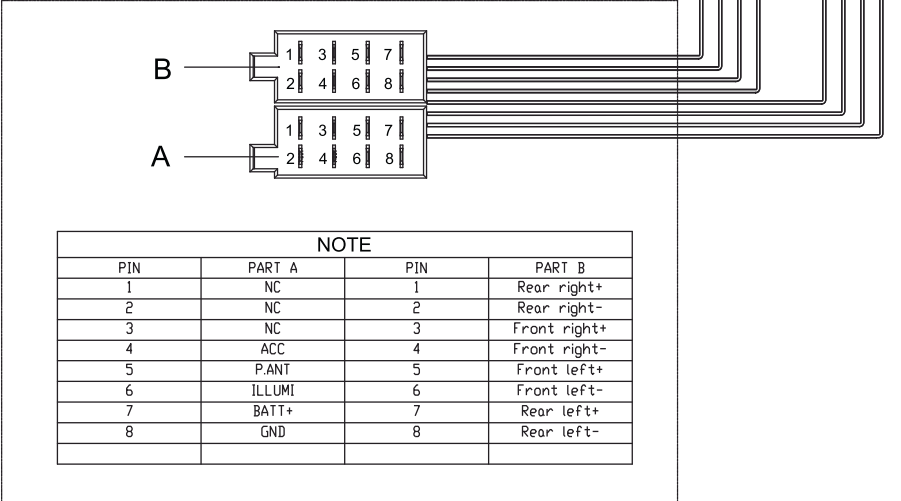 1 3 5 7
B
2 4 6 8
1 3 5 7
A
2 4 6 8
NOTE
PIN PART A PIN PART B
1 NC 1 Rear right+
2 NC 2 Rear right-
3 NC 3 Front right+
4 ACC 4 Front right-
5 P.ANT 5 Front left+
6 ILLUMI 6 Front left-
7 BATT+ 7 Rear left+
8 GND 8 Rear left-